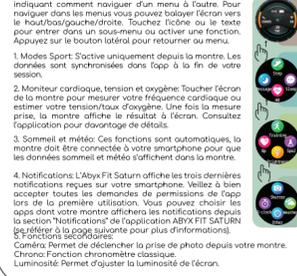 indiquant comment naviguer d'un menu à l'autre. Pour
naviguer dans les menus vous pouvez balayer l'écran vers
le haut/bas/gauche/droite. Touchez l'icône ou le texte
pour entrer dans un sous-menu ou activer une fonction.
Appuyez sur le bouton latéral pour retourner au menu.
1. Modes Sport: S'active uniquement depuis la montre. Les
données sont synchronisées dans l'app à la fin de votre
session.
2. Moniteur cardiaque, tension et oxygène: Toucher l'écran
de la montre pour mesurer votre fréquence cardiaque ou
estimer votre tension/taux d'oxygène. Une fois la mesure
prise, la montre affiche le résultat à l'écran. Consultez
l'application pour davantage de détails.
3. Sommeil et météo: Ces fonctions sont automatiques, la
montre doit être connectée à votre smartphone pour que
les données sommeil et météo s'affichent dans la montre.
4. Notifications: L'Abyx Fit Saturn affiche les trois dernières
notifications reçues sur votre smartphone. Veillez à bien
accepter toutes les demandes de permissions de l'app
lors de la première utilisation. Vous pouvez choisir les
apps dont votre montre affichera les notifications depuis
la section "Notifications" de l'application ABYX FIT SATURN
(se référer à la page suivante pour plus d'informations).
5. Fonctions secondaires:
Caméra: Permet de déclencher la prise de photo depuis votre montre.
Chrono: Fonction chronomètre classique.
Luminosité: Permet d'ajuster la luminosité de l'écran.